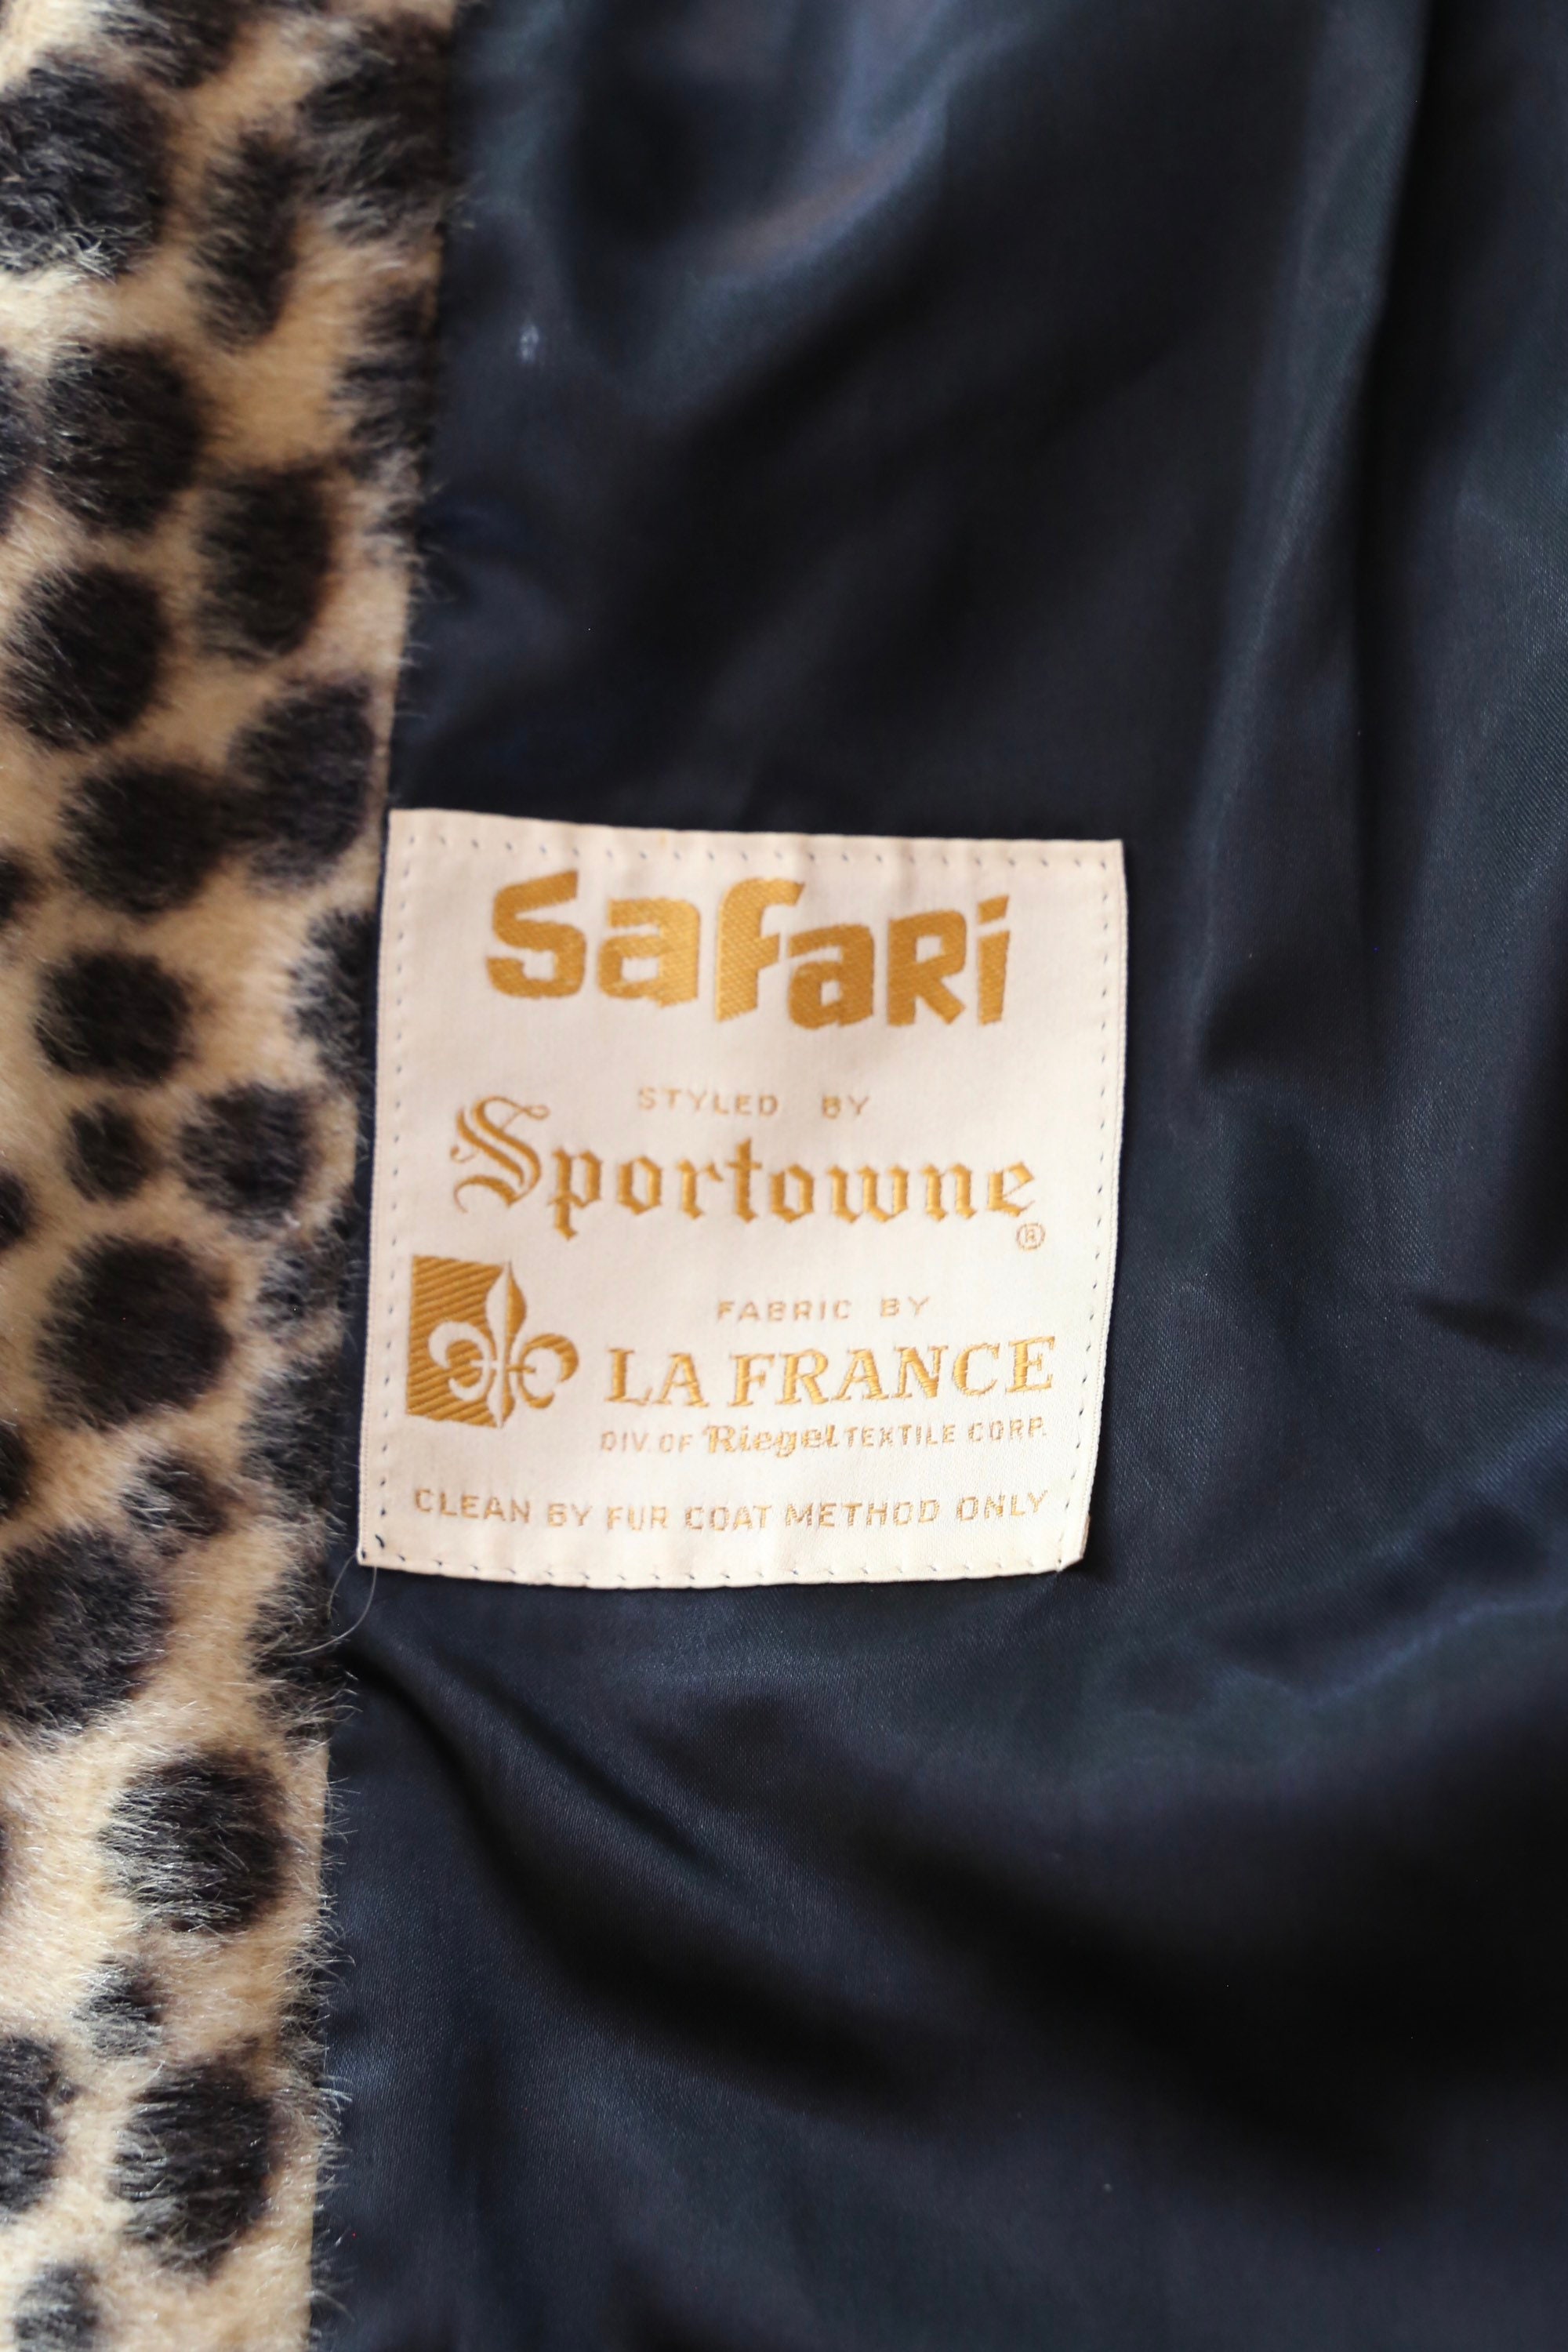 SaFaRi
STYLED BY
Sportowne
®
FABRIC BY
LA FRANCE
DIV. OF Riegel TEXTILE CORP.
CLEAN BY FUR COAT METHOD ONLY